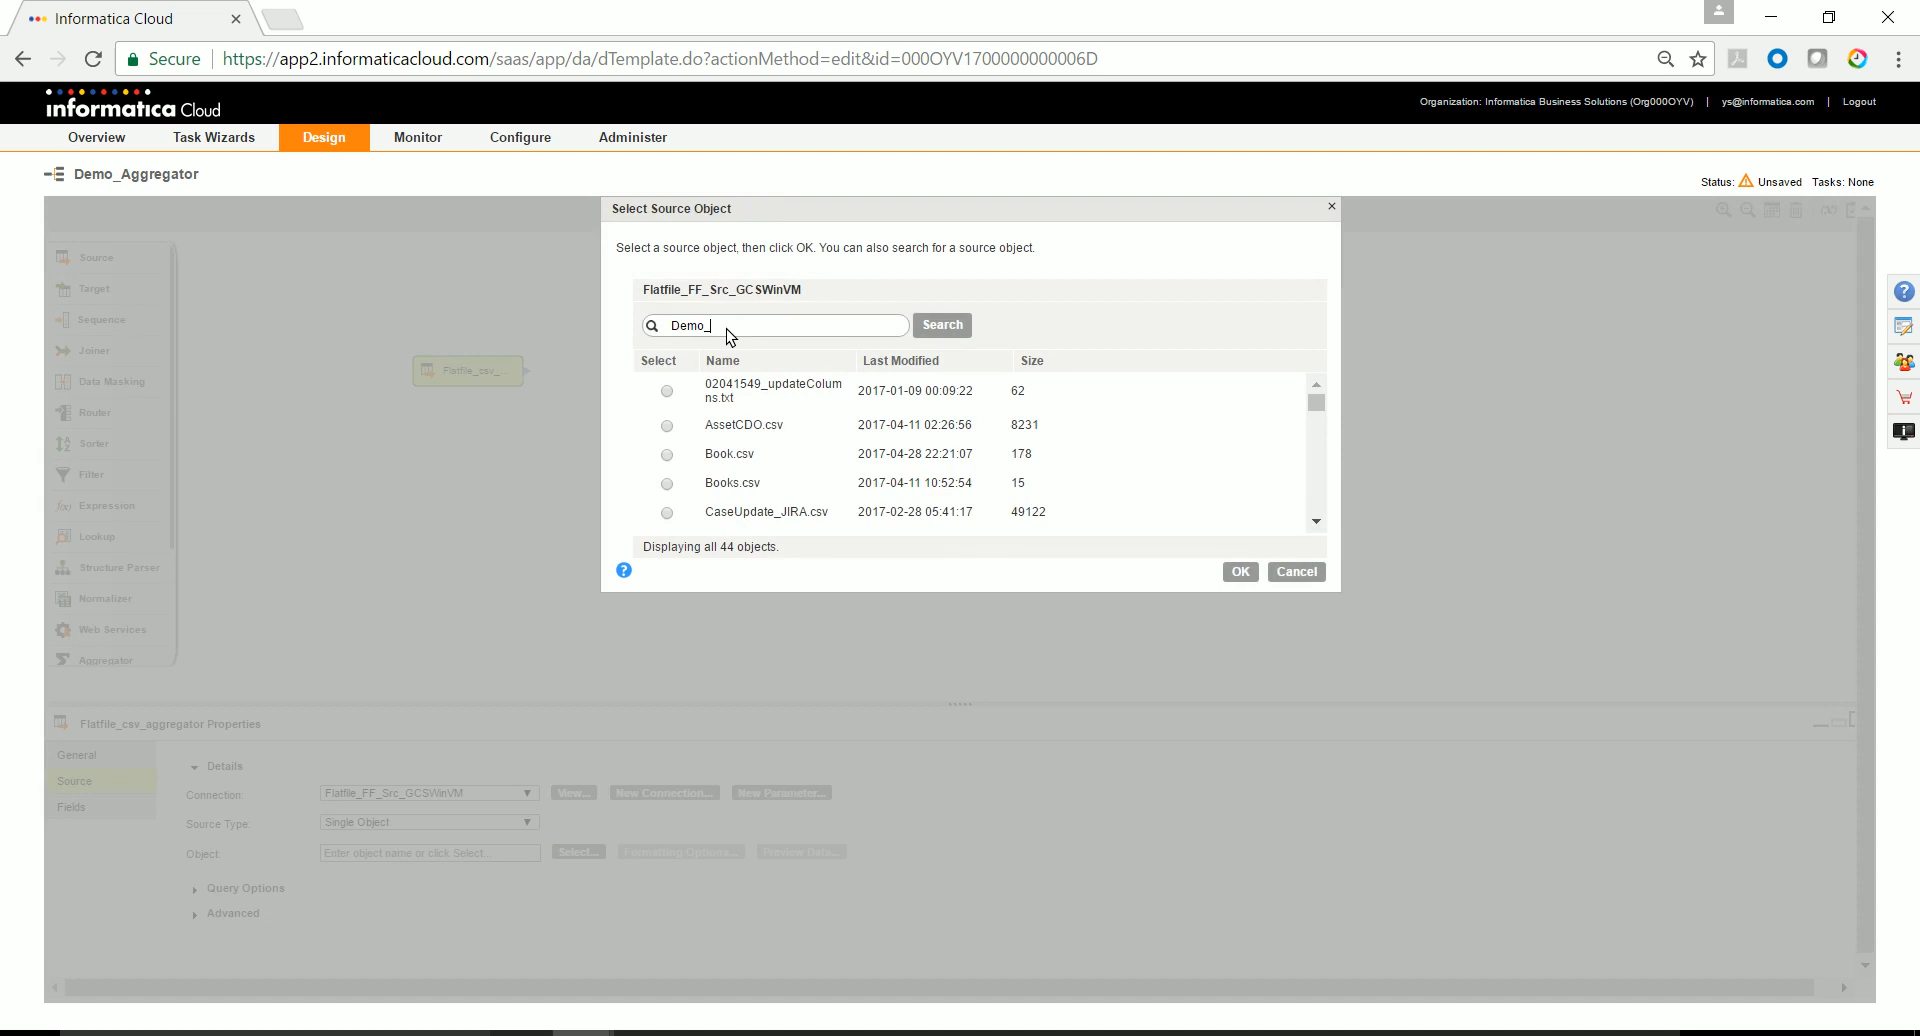 Informatica Cloud
Secure https://app2.informaticacloud.com/saas/app/da/dTemplate.do?actionMethod=edit&id=000OYV1700000000006D
informatica Cloud
Organization: Informatica Business Solutions (Org000OYV) | ys@informatica.com | Logout
Overview Task Wizards Design Monitor Configure Administer
Demo_Aggregator
Status: Unsaved Tasks: None
Select Source Object
Select a source object, then click OK. You can also search for a source object.
Flatfile_FF_Src_GCSWinVM
Demo_ Search
Select Name Last Modified Size
02041549_updateColum
ns.txt 2017-01-09 00:09:22 62
AssetCDO.csv 2017-04-11 02:26:56 8231
Book.csv 2017-04-28 22:21:07 178
Books.csv 2017-04-11 10:52:54 15
CaseUpdate_JIRA.csv 2017-02-28 05:41:17 49122
Displaying all 44 objects.
OK Cancel
Source
Target
Sequence
Joiner
Data Masking
Router
Sorter
Filter
Expression
Lookup
Structure Parser
Normalizer
Web Services
Aggregator
Flatfile_csv_...
Flatfile_csv_aggregator Properties
General
Source
Fields
Details
Connection: Flatfile_FF_Src_GCSWinVM View... New Connection... New Parameter...
Source Type: Single Object
Object: Enter object name or click Select... Select... Formatting Options... Preview Data...
Query Options
Advanced